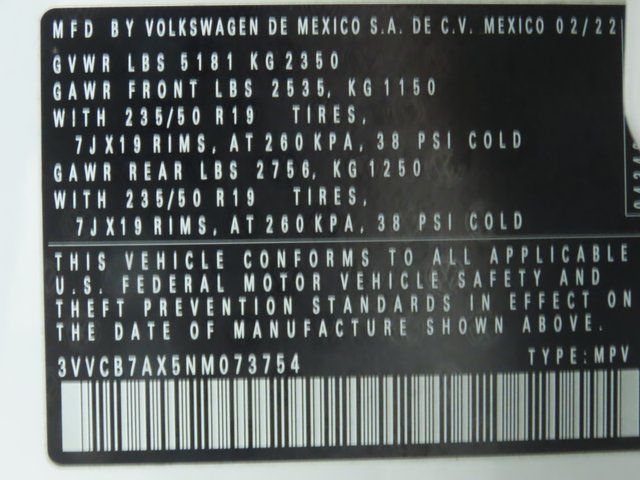 MFD BY VOLKSWAGEN DE MEXICO S.A. DE C.V. MEXICO 02/22
GVWR LBS 5181 KG 2350
GAWR FRONT LBS 2535, KG 1150
WITH 235/50 R19 TIRES,
7JX19 RIMS, AT 260 KPA, 38 PSI COLD
GAWR REAR LBS 2756, KG 1250
WITH 235/50 R19 TIRES,
7JX19 RIMS, AT 260 KPA, 38 PSI COLD
THIS VEHICLE CONFORMS TO ALL APPLICABLE
U.S. FEDERAL MOTOR VEHICLE SAFETY AND
THEFT PREVENTION STANDARDS IN EFFECT ON
THE DATE OF MANUFACTURE SHOWN ABOVE.
3VVCB7AX5NM073754 TYPE: MPV